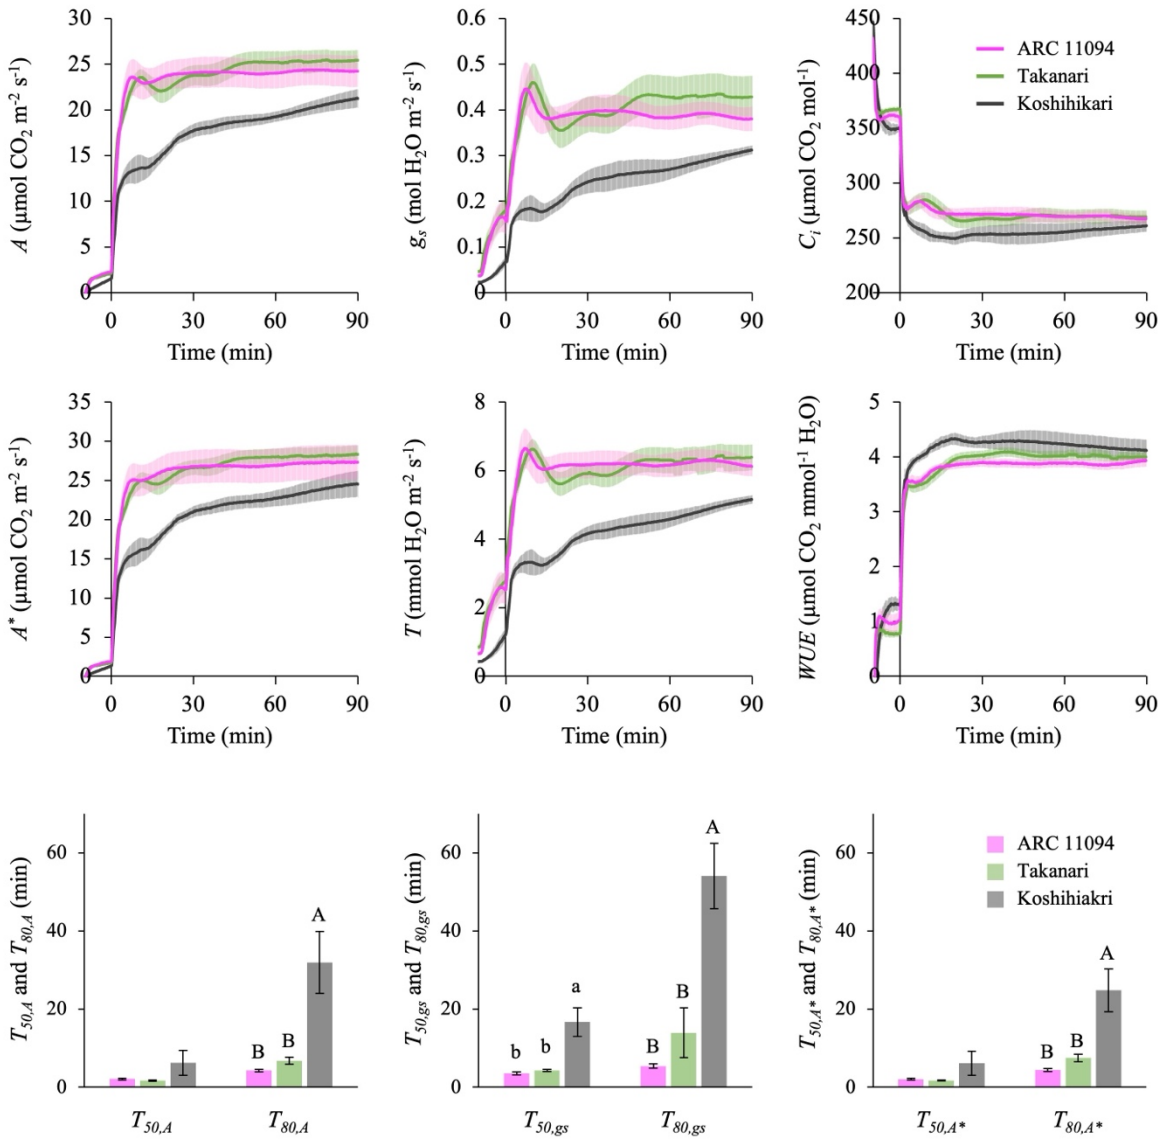 30
25
20
15
10
5
0
A (μmol CO₂ m⁻² s⁻¹)
0 30 60 90
Time (min)
0.6
0.5
0.4
0.3
0.2
0.1
0
gₛ (mol H₂O m⁻² s⁻¹)
0 30 60 90
Time (min)
450
400
350
300
250
200
Cᵢ (μmol CO₂ mol⁻¹)
0 30 60 90
Time (min)
ARC 11094
Takanari
Koshihikari
35
30
25
20
15
10
5
0
A* (μmol CO₂ m⁻² s⁻¹)
0 30 60 90
Time (min)
8
6
4
2
0
T (mmol H₂O m⁻² s⁻¹)
0 30 60 90
Time (min)
5
4
3
2
1
0
WUE (μmol CO₂ mmol⁻¹ H₂O)
0 30 60 90
Time (min)
60
40
20
0
T50,A and T80,A (min)
B B A
T50,A T80,A
60
40
20
0
T50,gs and T80,gs (min)
b b a B B A
T50,gs T80,gs
60
40
20
0
T50,A* and T80,A* (min)
B B A
T50,A* T80,A*
ARC 11094
Takanari
Koshihiakri